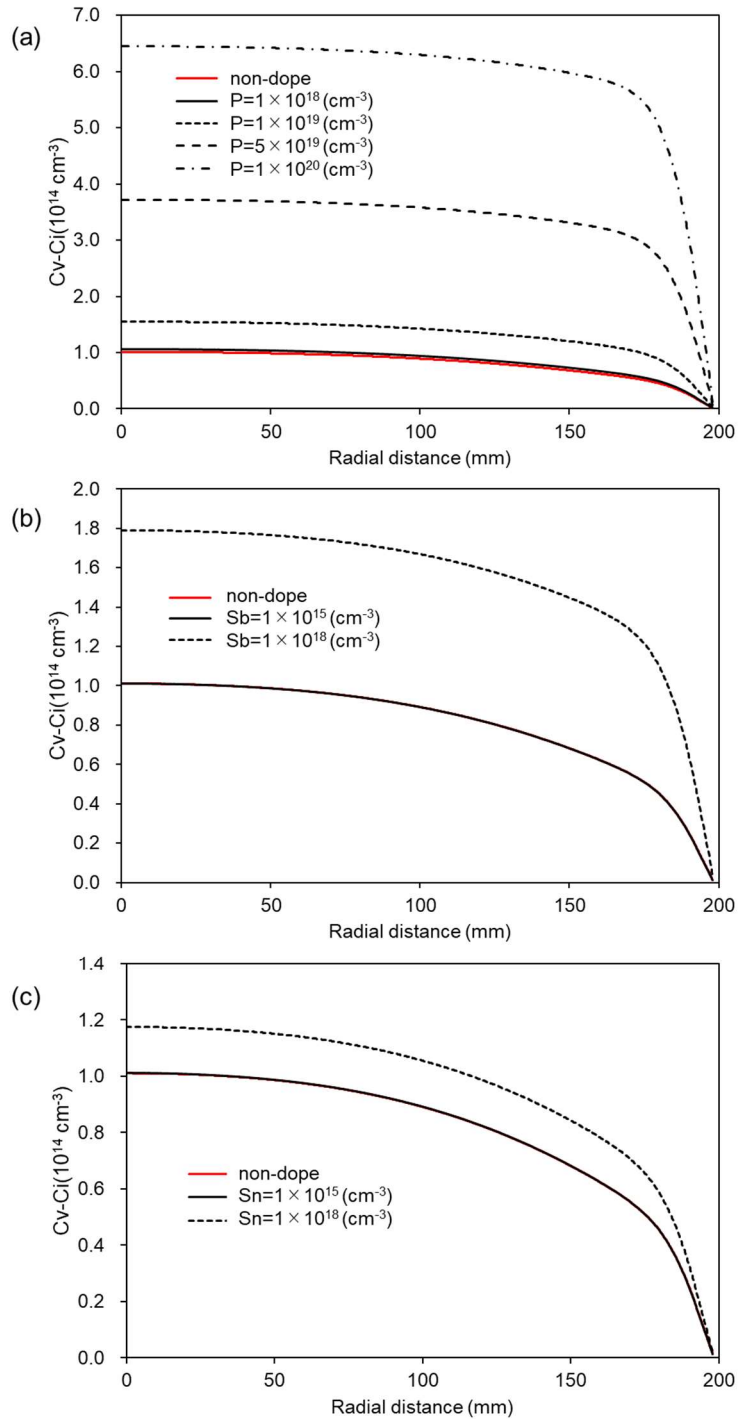 (a)
7.0
6.0
5.0
4.0
3.0
2.0
1.0
0.0
Cv-Ci(10¹⁴ cm⁻³)
non-dope
P=1×10¹⁸(cm⁻³)
P=1×10¹⁹(cm⁻³)
P=5×10¹⁹(cm⁻³)
P=1×10²⁰(cm⁻³)
0 50 100 150 200
Radial distance (mm)
(b)
2.0
1.8
1.6
1.4
1.2
1.0
0.8
0.6
0.4
0.2
0.0
Cv-Ci(10¹⁴ cm⁻³)
non-dope
Sb=1×10¹⁵(cm⁻³)
Sb=1×10¹⁸(cm⁻³)
0 50 100 150 200
Radial distance (mm)
(c)
1.4
1.2
1.0
0.8
0.6
0.4
0.2
0.0
Cv-Ci(10¹⁴ cm⁻³)
non-dope
Sn=1×10¹⁵(cm⁻³)
Sn=1×10¹⁸(cm⁻³)
0 50 100 150 200
Radial distance (mm)